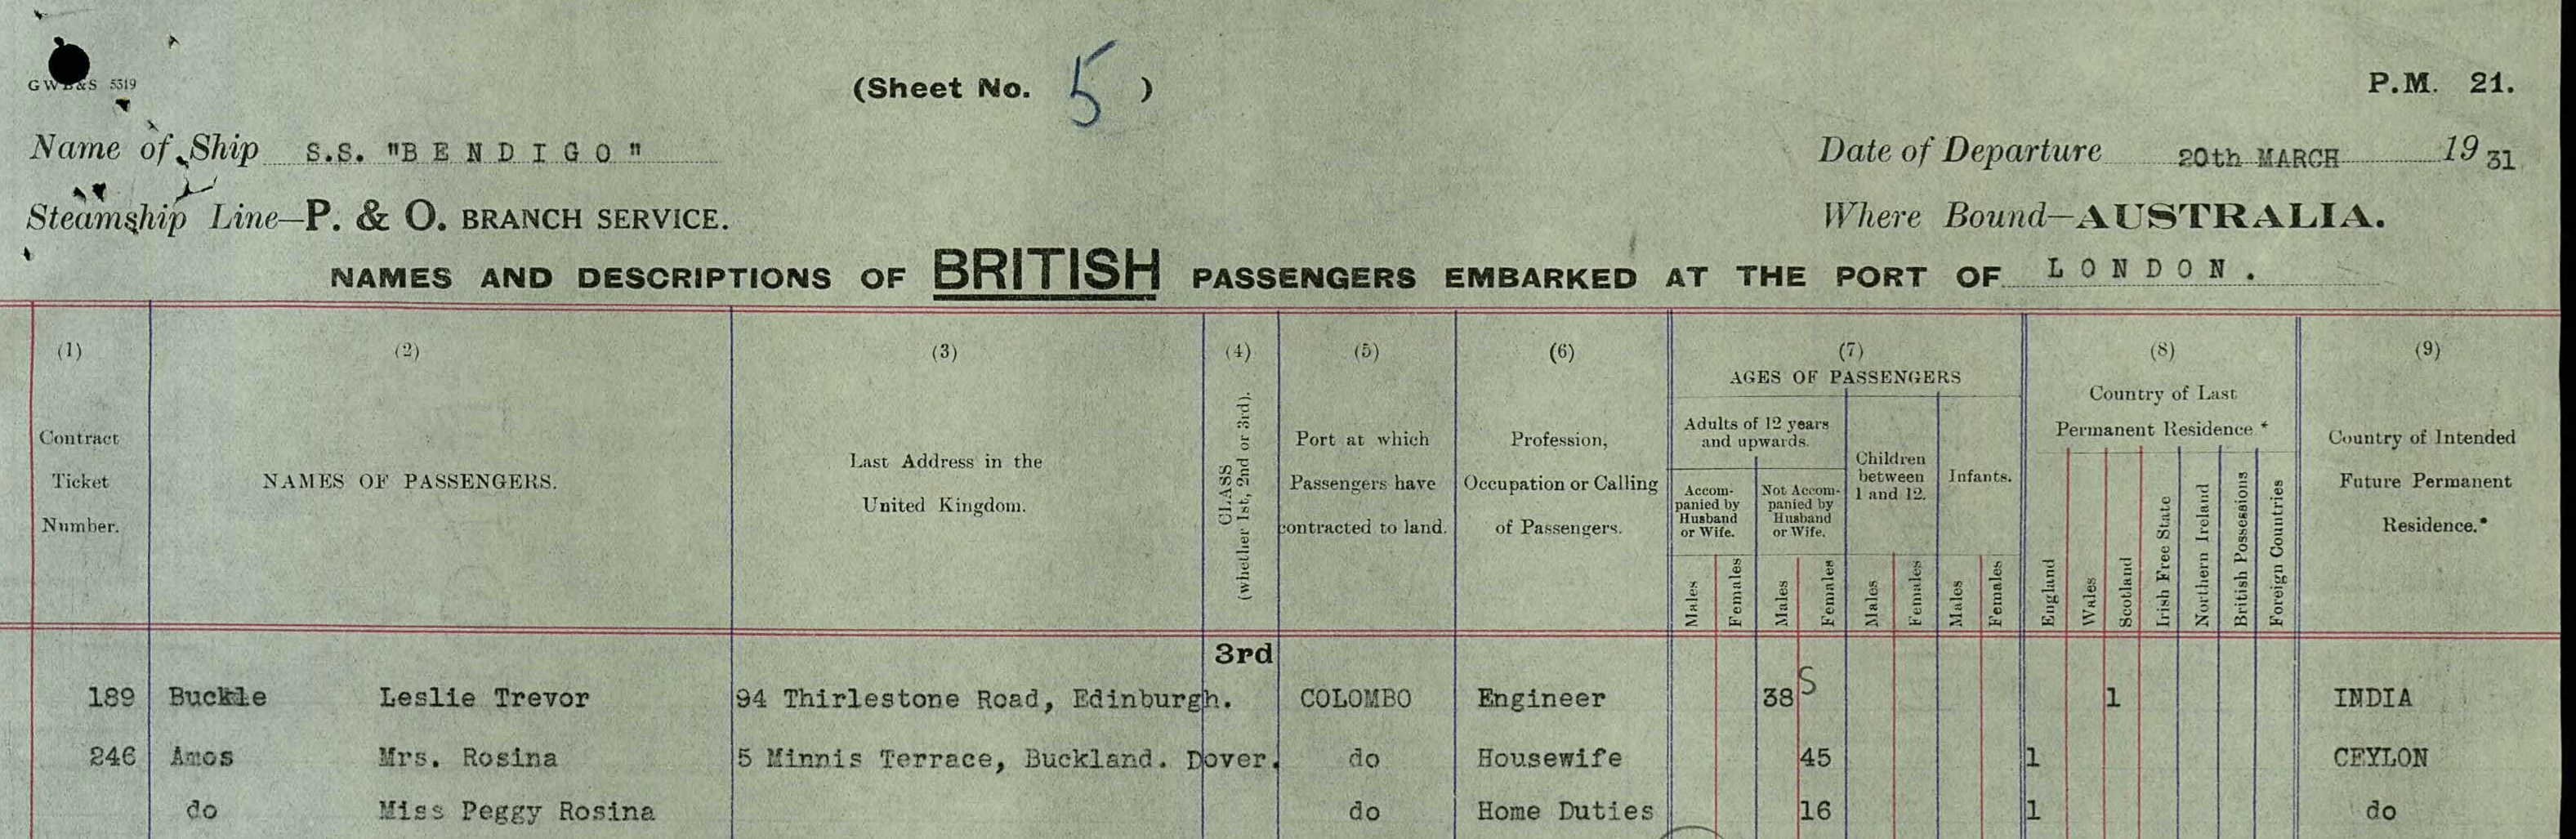 GWB&S 5519
(Sheet No. 5 )
P.M. 21.
Name of Ship S.S. "BENDIGO"
Date of Departure 20th MARCH 1931
Steamship Line—P. & O. BRANCH SERVICE.
Where Bound—AUSTRALIA.
NAMES AND DESCRIPTIONS OF BRITISH PASSENGERS EMBARKED AT THE PORT OF LONDON.
(1) (2) (3) (4) (5) (6) (7) (8) (9)
Contract
Ticket
Number.
NAMES OF PASSENGERS.
Last Address in the
United Kingdom.
CLASS
(whether 1st, 2nd or 3rd).
Port at which
Passengers have
contracted to land.
Profession,
Occupation or Calling
of Passengers.
AGES OF PASSENGERS
Adults of 12 years
and upwards.
Accom-
panied by
Husband
or Wife.
Not Accom-
panied by
Husband
or Wife.
Children
between
1 and 12.
Infants.
Males Females Males Females Males Females Males Females
Country of Last
Permanent Residence *
England Wales Scotland Irish Free State Northern Ireland British Possessions Foreign Countries
Country of Intended
Future Permanent
Residence.*
3rd
189 Buckle Leslie Trevor 94 Thirlestone Road, Edinburgh. COLOMBO Engineer 38 S 1 INDIA
246 Amos Mrs. Rosina 5 Minnis Terrace, Buckland. Dover. do Housewife 45 1 CEYLON
do Miss Peggy Rosina do Home Duties 16 1 do